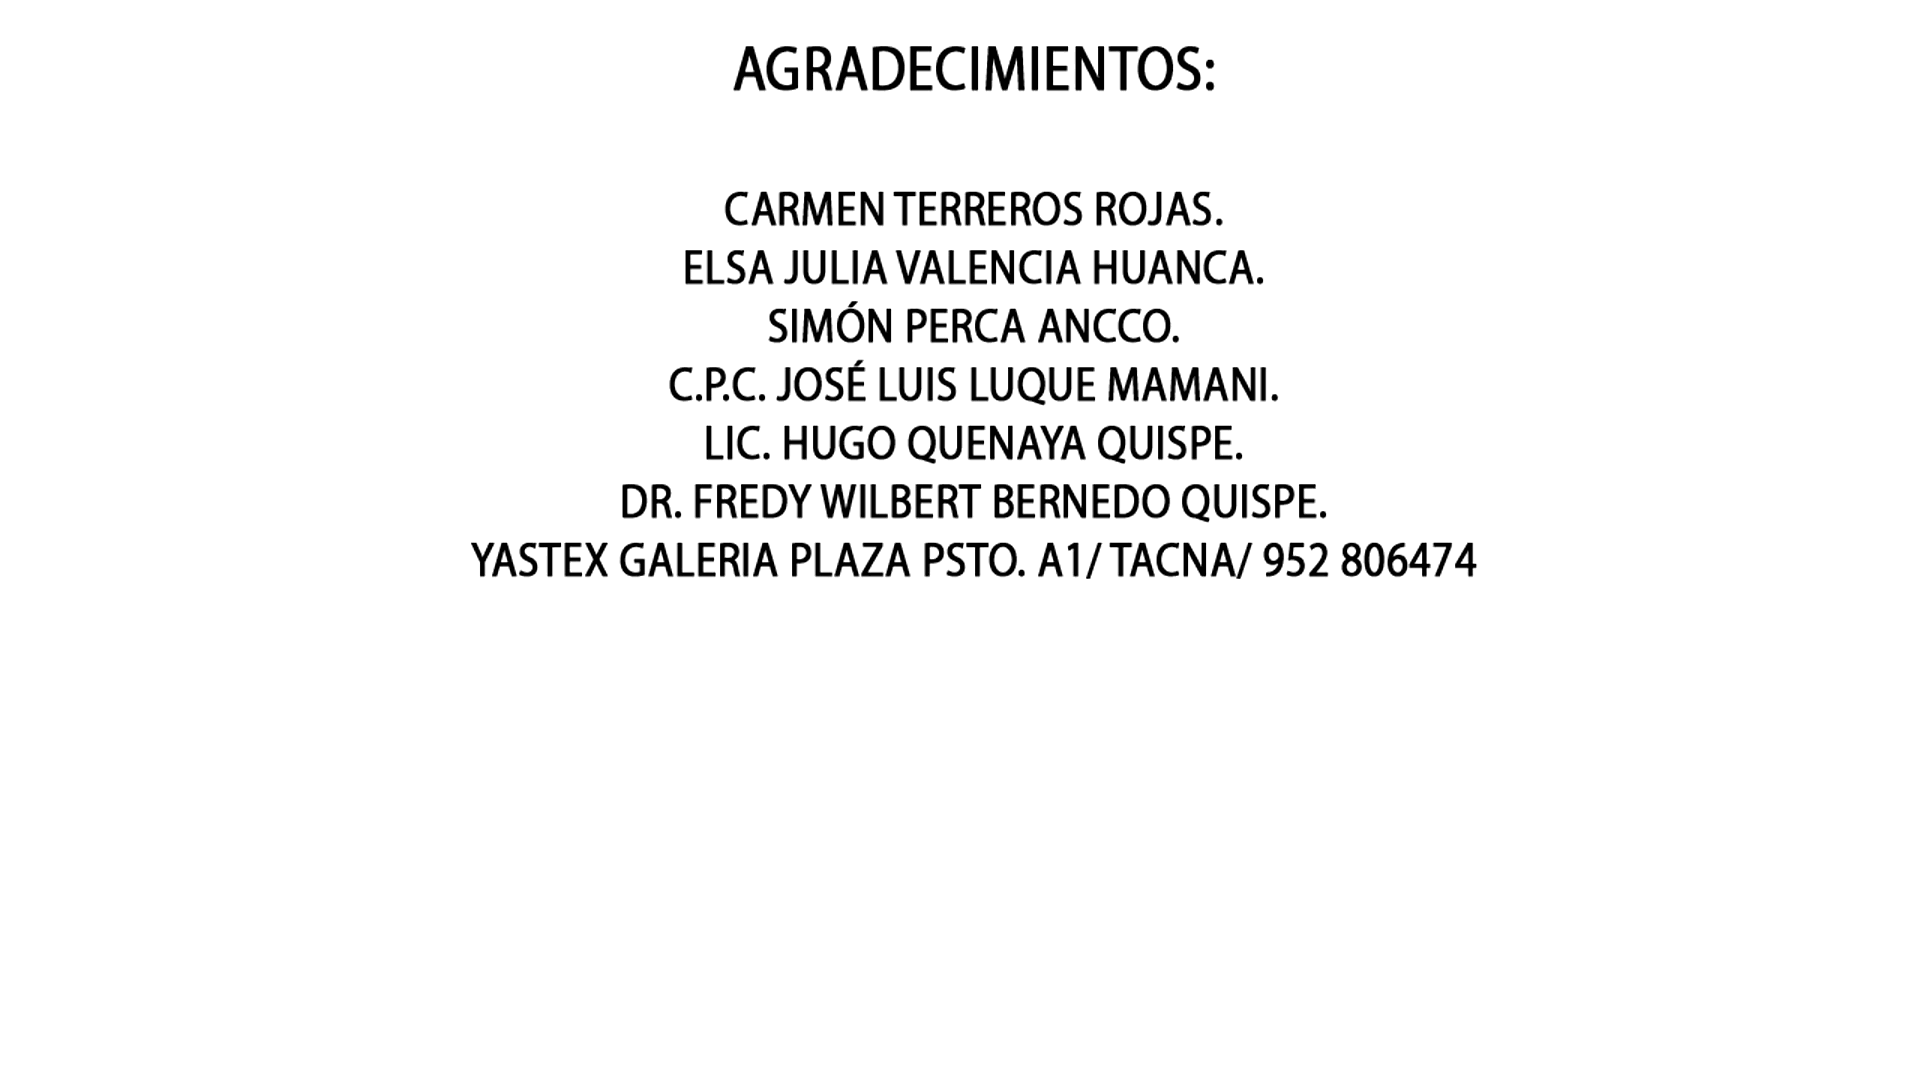 AGRADECIMIENTOS:
CARMEN TERREROS ROJAS.
ELSA JULIA VALENCIA HUANCA.
SIMÓN PERCA ANCCO.
C.P.C. JOSÉ LUIS LUQUE MAMANI.
LIC. HUGO QUENAYA QUISPE.
DR. FREDY WILBERT BERNEDO QUISPE.
YASTEX GALERIA PLAZA PSTO. A1/ TACNA/ 952 806474